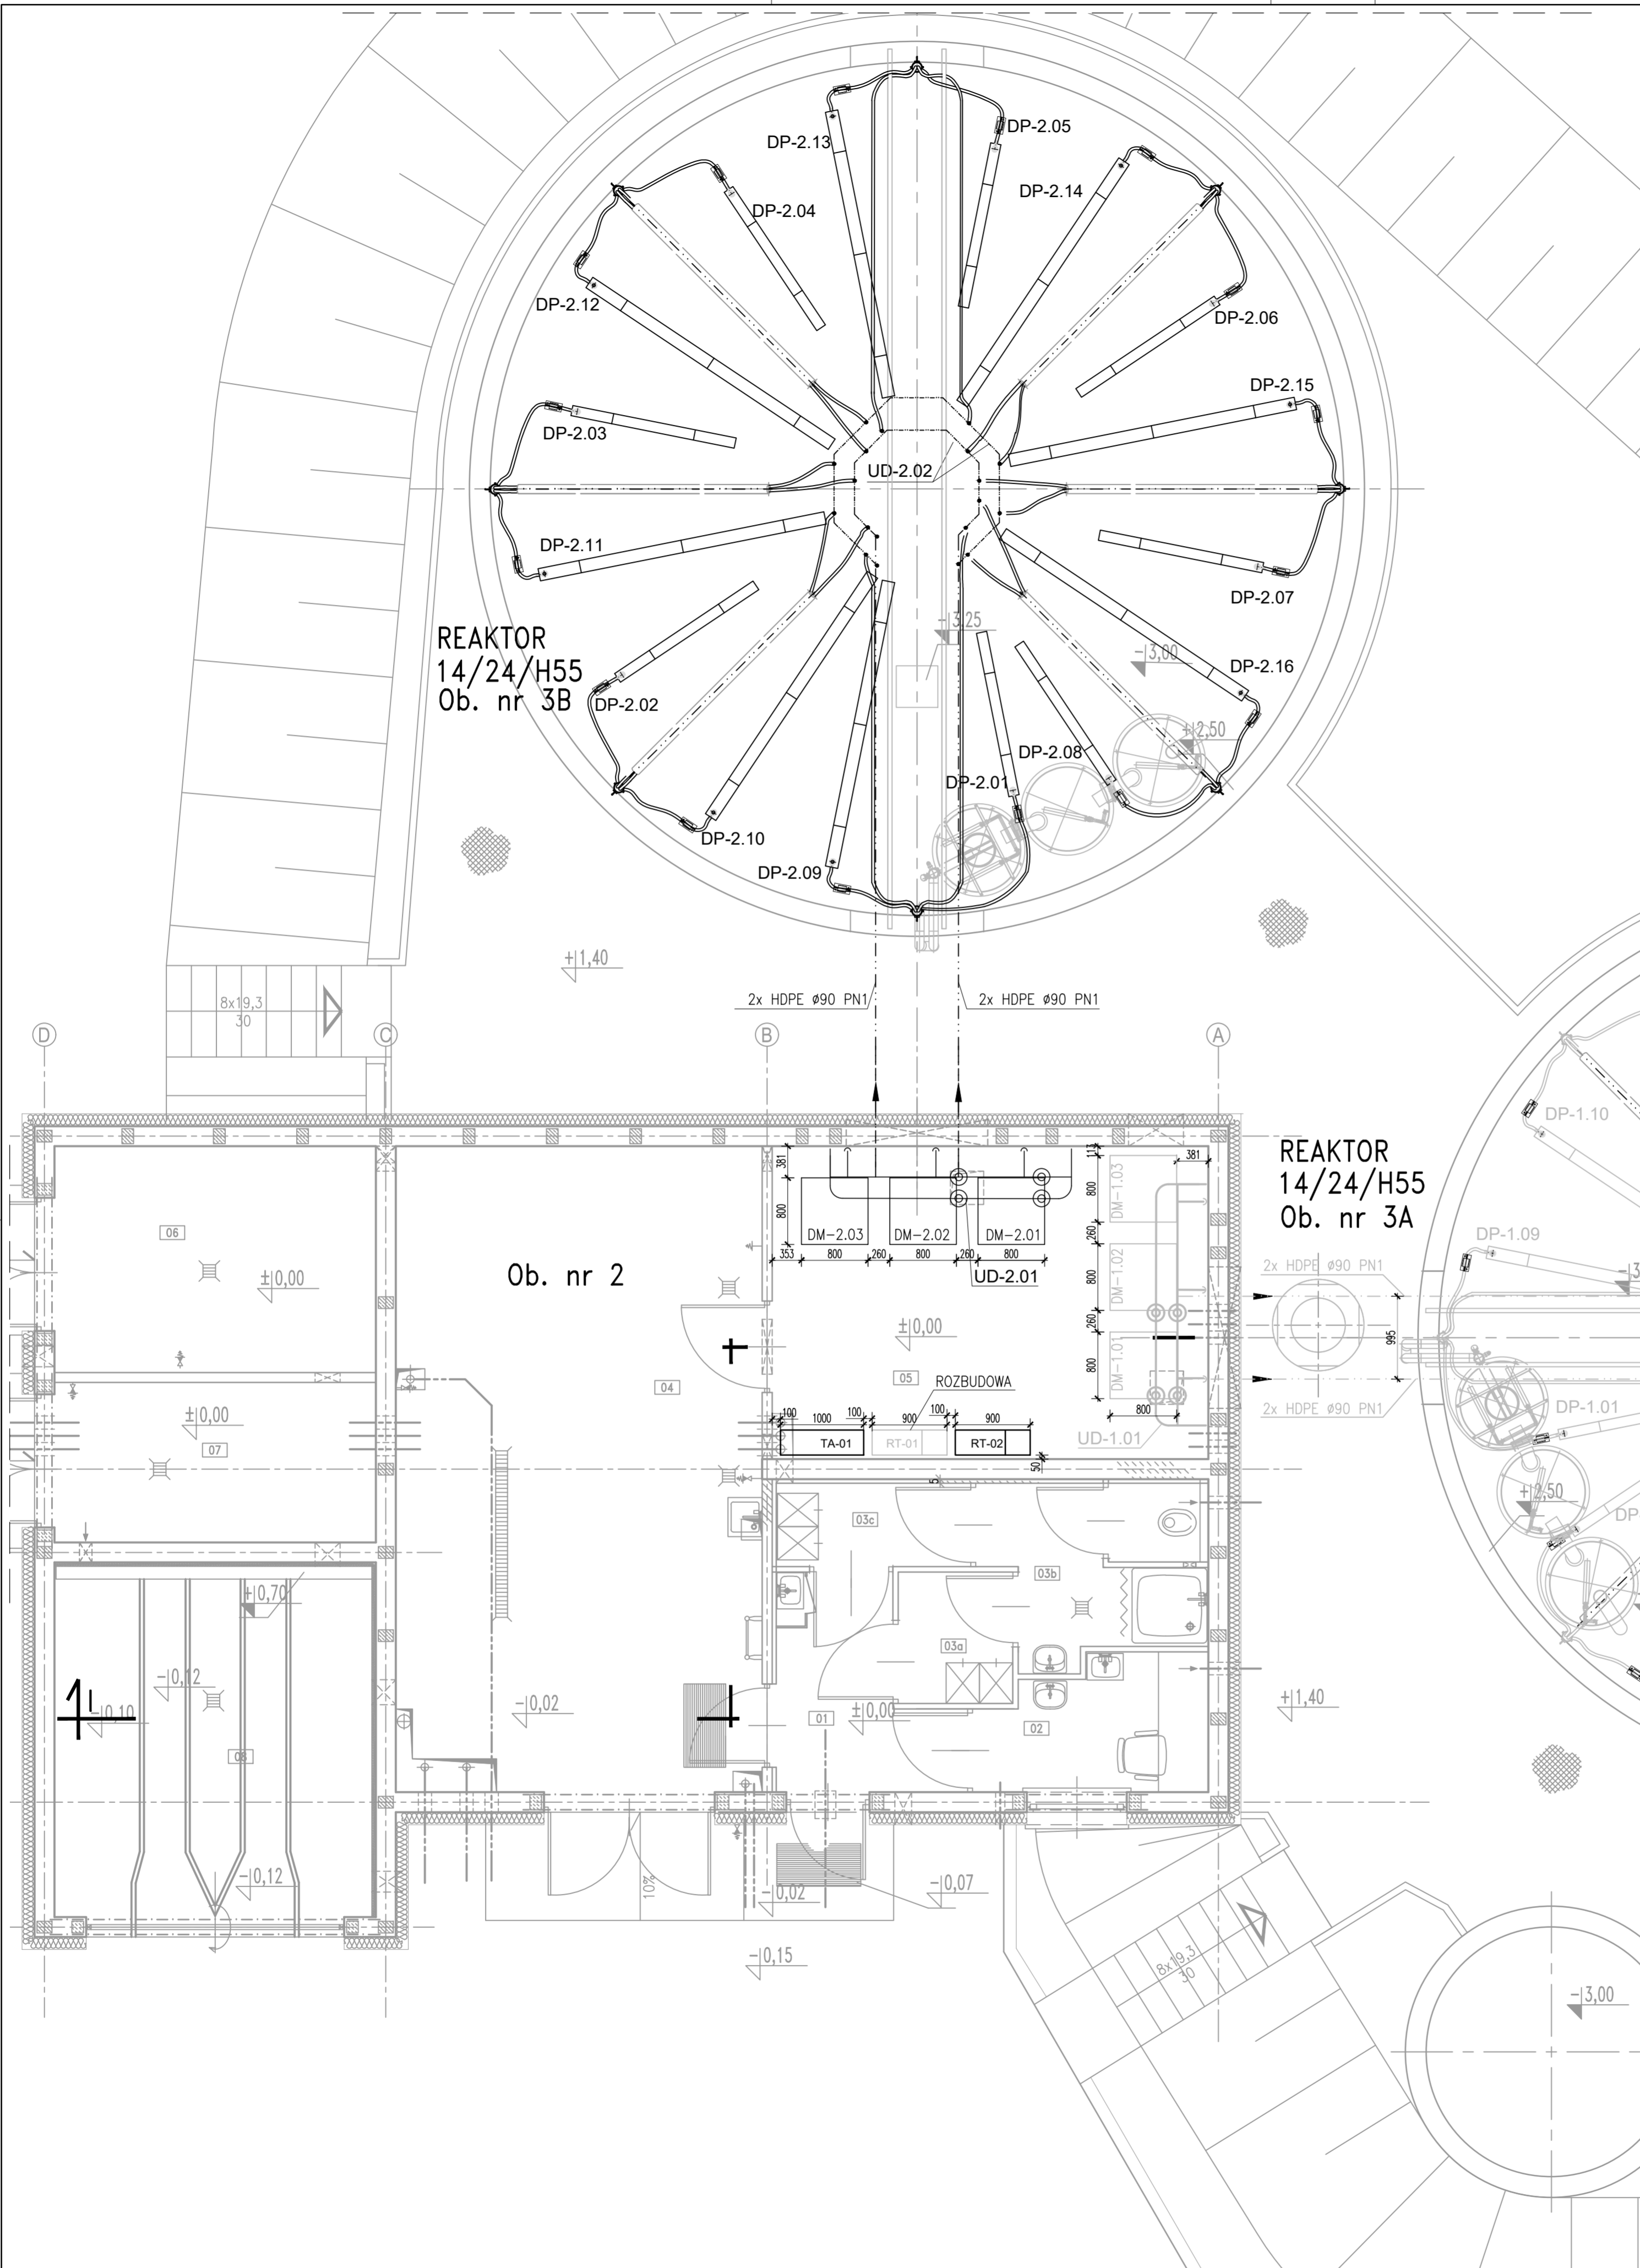 DP-2.05
DP-2.13
DP-2.14
DP-2.04
DP-2.12
DP-2.06
DP-2.15
DP-2.03
UD-2.02
DP-2.11
DP-2.07
-3,25
REAKTOR
14/24/H55
Ob. nr 3B
-3,00
DP-2.16
DP-2.02
+2,50
DP-2.08
DP-2.01
DP-2.10
DP-2.09
+1,40
8x19,3
30
2x HDPE Ø90 PN1
2x HDPE Ø90 PN1
D
C
B
A
DP-1.10
REAKTOR
14/24/H55
Ob. nr 3A
381
800
113
800
260
800
260
800
381
DM-1.03
DM-1.02
DM-1.01
DM-2.03
DM-2.02
DM-2.01
353
800
260
800
260
800
UD-2.01
06
±0,00
Ob. nr 2
DP-1.09
2x HDPE Ø90 PN1
995
2x HDPE Ø90 PN1
±0,00
05
ROZBUDOWA
04
800
UD-1.01
DP-1.01
100
1000
100
900
100
900
TA-01
RT-01
RT-02
50
5
±0,00
07
+2,50
DP
03c
03b
03a
+0,70
-0,12
-0,10
08
-0,12
-0,02
01
±0,00
02
+1,40
10%
-0,02
-0,07
-0,15
8x19,3
30
-3,00